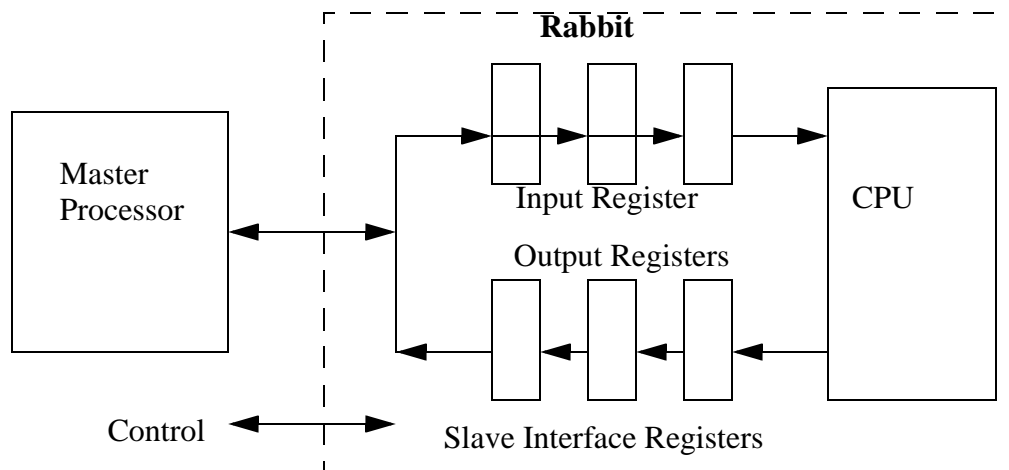 Rabbit
Master
Processor
Input Register
CPU
Output Registers
Control
Slave Interface Registers